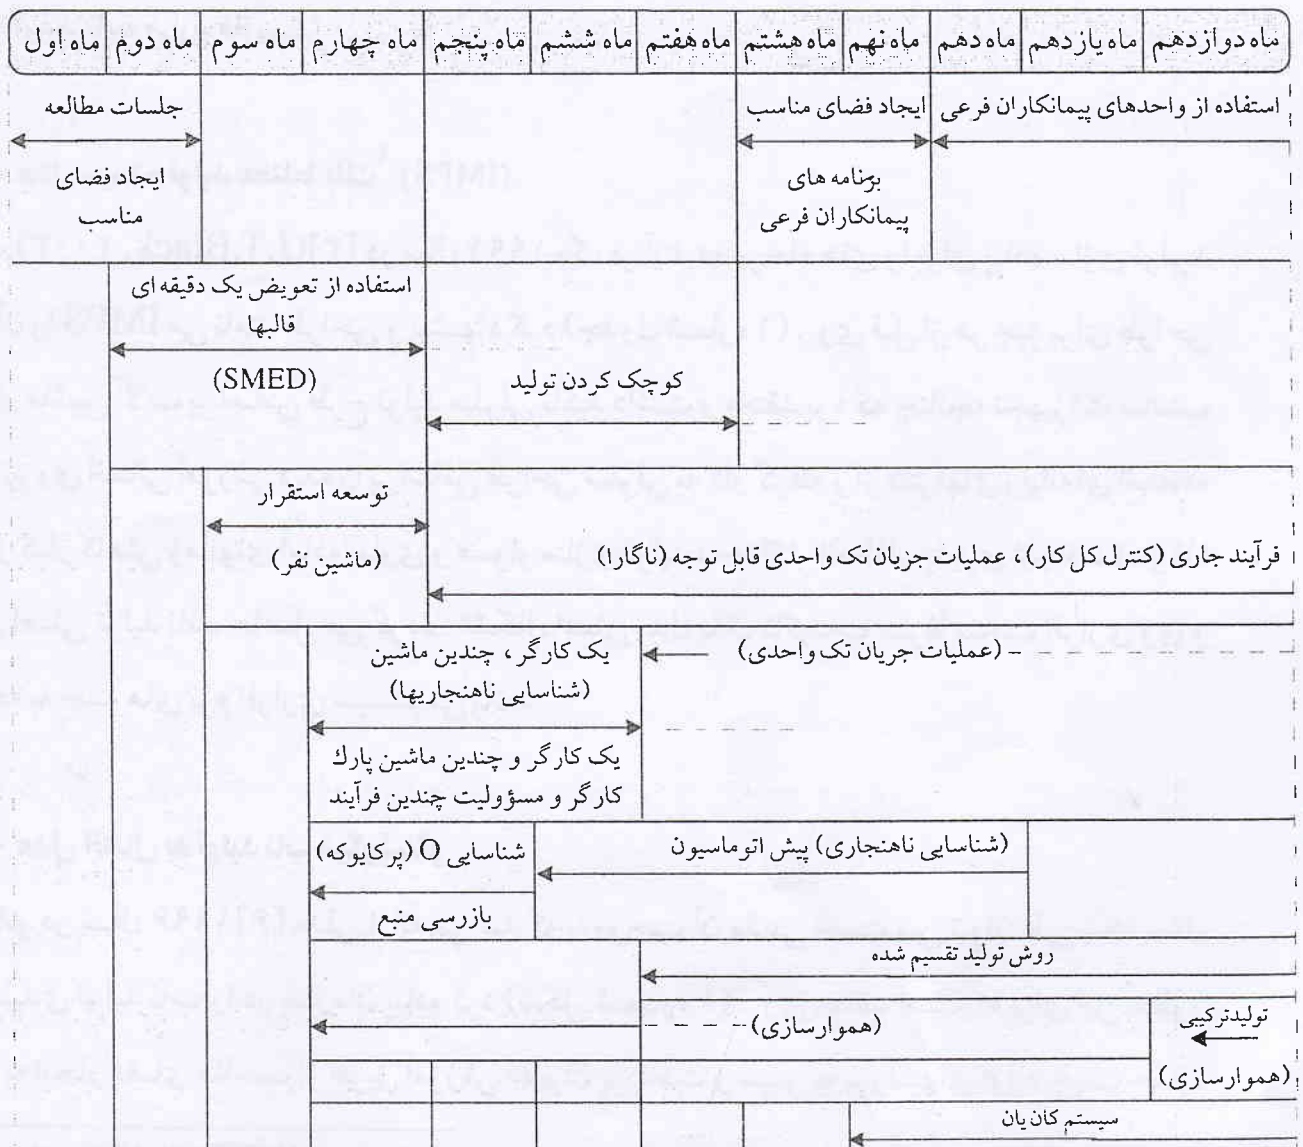 ماه اول ماه دوم ماه سوم ماه چهارم ماه پنجم ماه ششم ماه هفتم ماه هشتم ماه نهم ماه دهم ماه یازدهم ماه دوازدهم
جلسات مطالعه
ایجاد فضای
مناسب
ایجاد فضای مناسب
برنامه های
پیمانکاران فرعی
استفاده از واحدهای پیمانکاران فرعی
استفاده از تعویض یک دقیقه ای
قالبها
(SMED)
کوچک کردن تولید
توسعه استقرار
(ماشین نفر)
فرآیند جاری (کنترل کل کار)، عملیات جریان تک واحدی قابل توجه (ناگارا)
یک کارگر ، چندین ماشین
(شناسایی ناهنجاریها)
یک کارگر و چندین ماشین پارك
کارگر و مسؤولیت چندین فرآیند
(عملیات جریان تک واحدی)
شناسایی O (پرکایوکه)
بازرسی منبع
(شناسایی ناهنجاری) پیش اتوماسیون
روش تولید تقسیم شده
(هموارسازی)
تولیدترکیبی
(هموارسازی)
سیستم کان یان